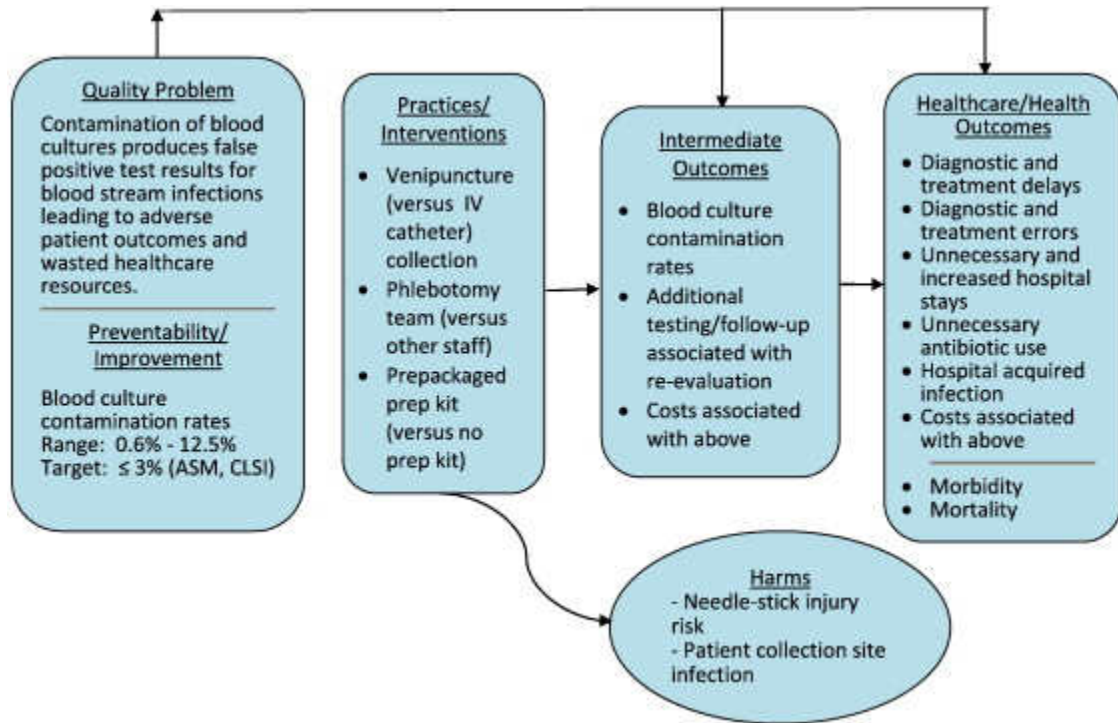 Quality Problem
Contamination of blood
cultures produces false
positive test results for
blood stream infections
leading to adverse
patient outcomes and
wasted healthcare
resources.
Preventability/
Improvement
Blood culture
contamination rates
Range: 0.6% - 12.5%
Target: ≤ 3% (ASM, CLSI)
Practices/
Interventions
• Venipuncture
(versus IV
catheter)
collection
• Phlebotomy
team (versus
other staff)
• Prepackaged
prep kit
(versus no
prep kit)
Intermediate
Outcomes
• Blood culture
contamination
rates
• Additional
testing/follow-up
associated with
re-evaluation
• Costs associated
with above
Healthcare/Health
Outcomes
• Diagnostic and
treatment delays
• Diagnostic and
treatment errors
• Unnecessary and
increased hospital
stays
• Unnecessary
antibiotic use
• Hospital acquired
infection
• Costs associated
with above
• Morbidity
• Mortality
Harms
- Needle-stick injury
risk
- Patient collection site
infection